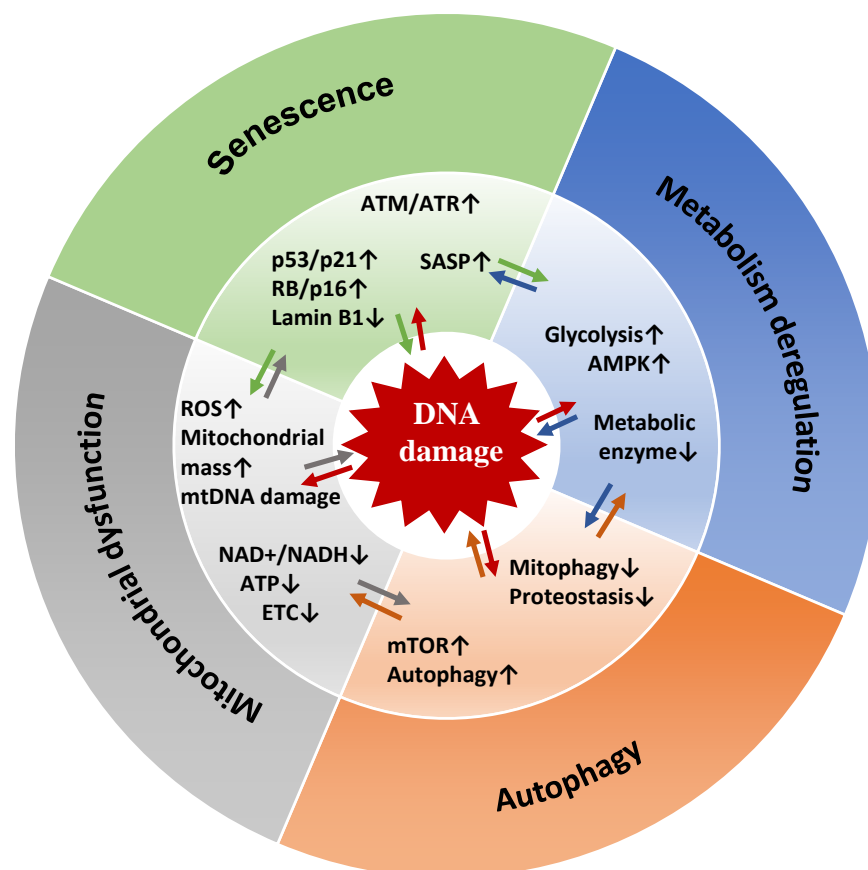 Senescence
Metabolism deregulation
Mitochondrial dysfunction
Autophagy
ATM/ATR↑
p53/p21↑
RB/p16↑
Lamin B1↓
SASP↑
Glycolysis↑
AMPK↑
Metabolic
enzyme↓
ROS↑
Mitochondrial
mass↑
mtDNA damage
NAD+/NADH↓
ATP↓
ETC↓
Mitophagy↓
Proteostasis↓
mTOR↑
Autophagy↑
DNA
damage